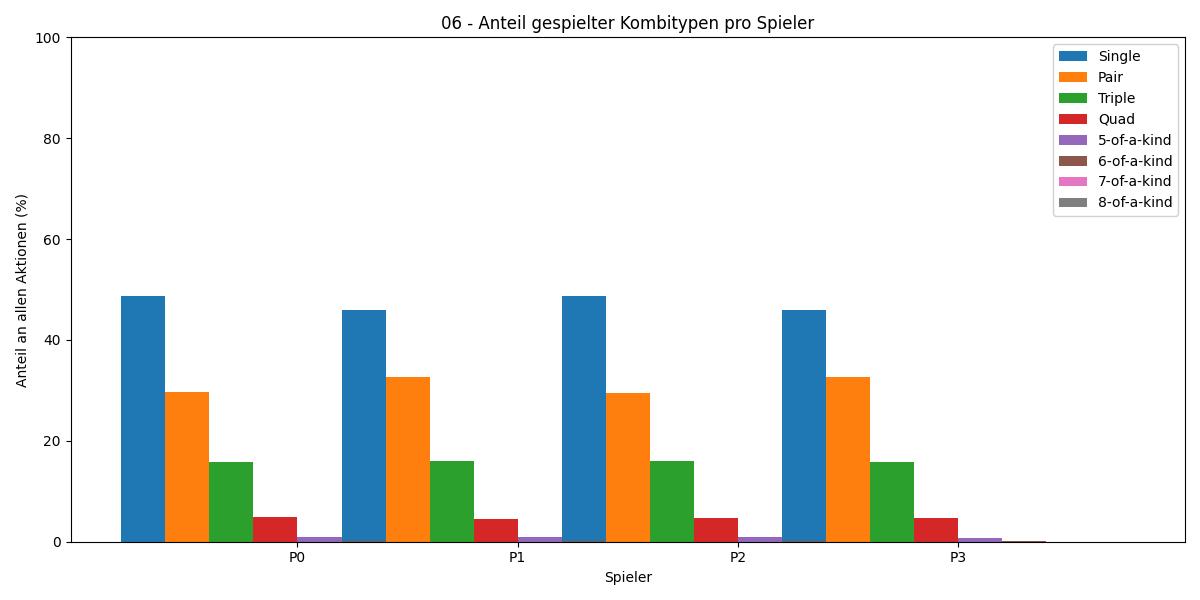 06 - Anteil gespielter Kombitypen pro Spieler
100
80
60
40
20
0
Anteil an allen Aktionen (%)
Single
Pair
Triple
Quad
5-of-a-kind
6-of-a-kind
7-of-a-kind
8-of-a-kind
P0 P1 P2 P3
Spieler